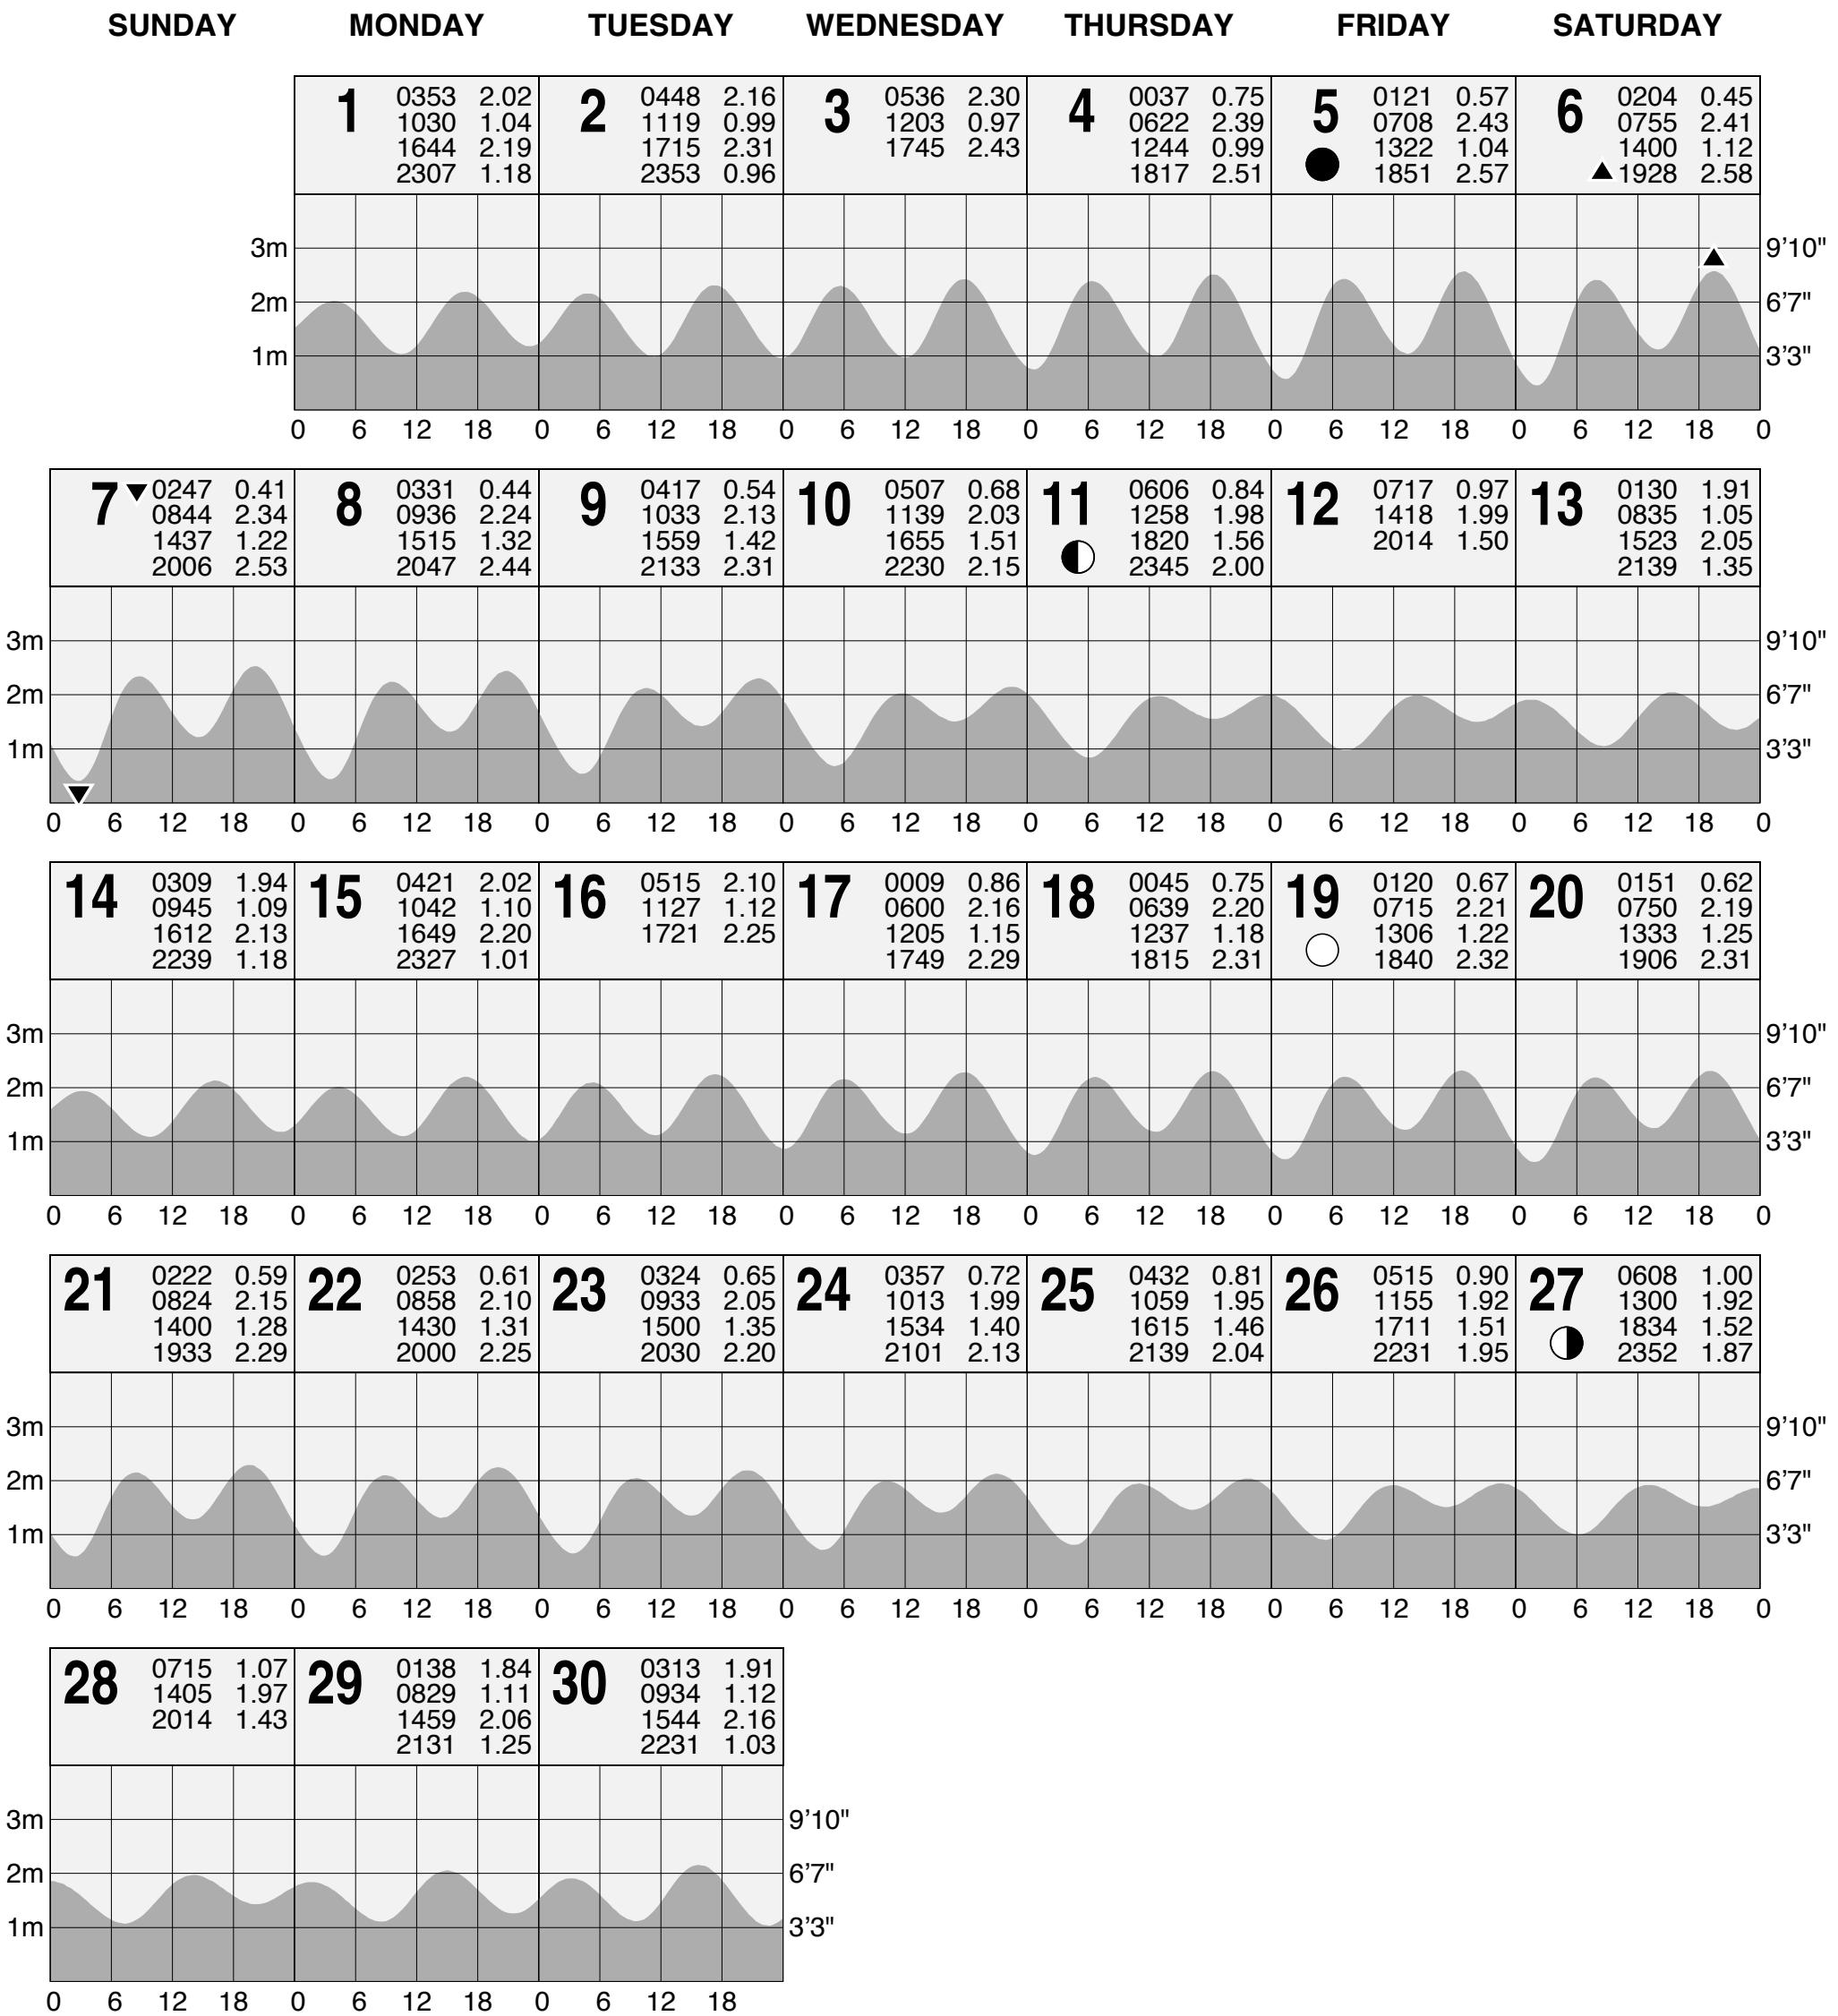 SUNDAY MONDAY TUESDAY WEDNESDAY THURSDAY FRIDAY SATURDAY
1 0353 2.02
1030 1.04
1644 2.19
2307 1.18
2 0448 2.16
1119 0.99
1715 2.31
2353 0.96
3 0536 2.30
1203 0.97
1745 2.43
4 0037 0.75
0622 2.39
1244 0.99
1817 2.51
5 0121 0.57
0708 2.43
1322 1.04
1851 2.57
6 0204 0.45
0755 2.41
1400 1.12
1928 2.58
3m 9'10"
2m 6'7"
1m 3'3"
0 6 12 18 0 6 12 18 0 6 12 18 0 6 12 18 0 6 12 18 0 6 12 18 0
7 0247 0.41
0844 2.34
1437 1.22
2006 2.53
8 0331 0.44
0936 2.24
1515 1.32
2047 2.44
9 0417 0.54
1033 2.13
1559 1.42
2133 2.31
10 0507 0.68
1139 2.03
1655 1.51
2230 2.15
11 0606 0.84
1258 1.98
1820 1.56
2345 2.00
12 0717 0.97
1418 1.99
2014 1.50
13 0130 1.91
0835 1.05
1523 2.05
2139 1.35
3m 9'10"
2m 6'7"
1m 3'3"
0 6 12 18 0 6 12 18 0 6 12 18 0 6 12 18 0 6 12 18 0 6 12 18 0 6 12 18 0
14 0309 1.94
0945 1.09
1612 2.13
2239 1.18
15 0421 2.02
1042 1.10
1649 2.20
2327 1.01
16 0515 2.10
1127 1.12
1721 2.25
17 0009 0.86
0600 2.16
1205 1.15
1749 2.29
18 0045 0.75
0639 2.20
1237 1.18
1815 2.31
19 0120 0.67
0715 2.21
1306 1.22
1840 2.32
20 0151 0.62
0750 2.19
1333 1.25
1906 2.31
3m 9'10"
2m 6'7"
1m 3'3"
0 6 12 18 0 6 12 18 0 6 12 18 0 6 12 18 0 6 12 18 0 6 12 18 0 6 12 18 0
21 0222 0.59
0824 2.15
1400 1.28
1933 2.29
22 0253 0.61
0858 2.10
1430 1.31
2000 2.25
23 0324 0.65
0933 2.05
1500 1.35
2030 2.20
24 0357 0.72
1013 1.99
1534 1.40
2101 2.13
25 0432 0.81
1059 1.95
1615 1.46
2139 2.04
26 0515 0.90
1155 1.92
1711 1.51
2231 1.95
27 0608 1.00
1300 1.92
1834 1.52
2352 1.87
3m 9'10"
2m 6'7"
1m 3'3"
0 6 12 18 0 6 12 18 0 6 12 18 0 6 12 18 0 6 12 18 0 6 12 18 0 6 12 18 0
28 0715 1.07
1405 1.97
2014 1.43
29 0138 1.84
0829 1.11
1459 2.06
2131 1.25
30 0313 1.91
0934 1.12
1544 2.16
2231 1.03
3m 9'10"
2m 6'7"
1m 3'3"
0 6 12 18 0 6 12 18 0 6 12 18